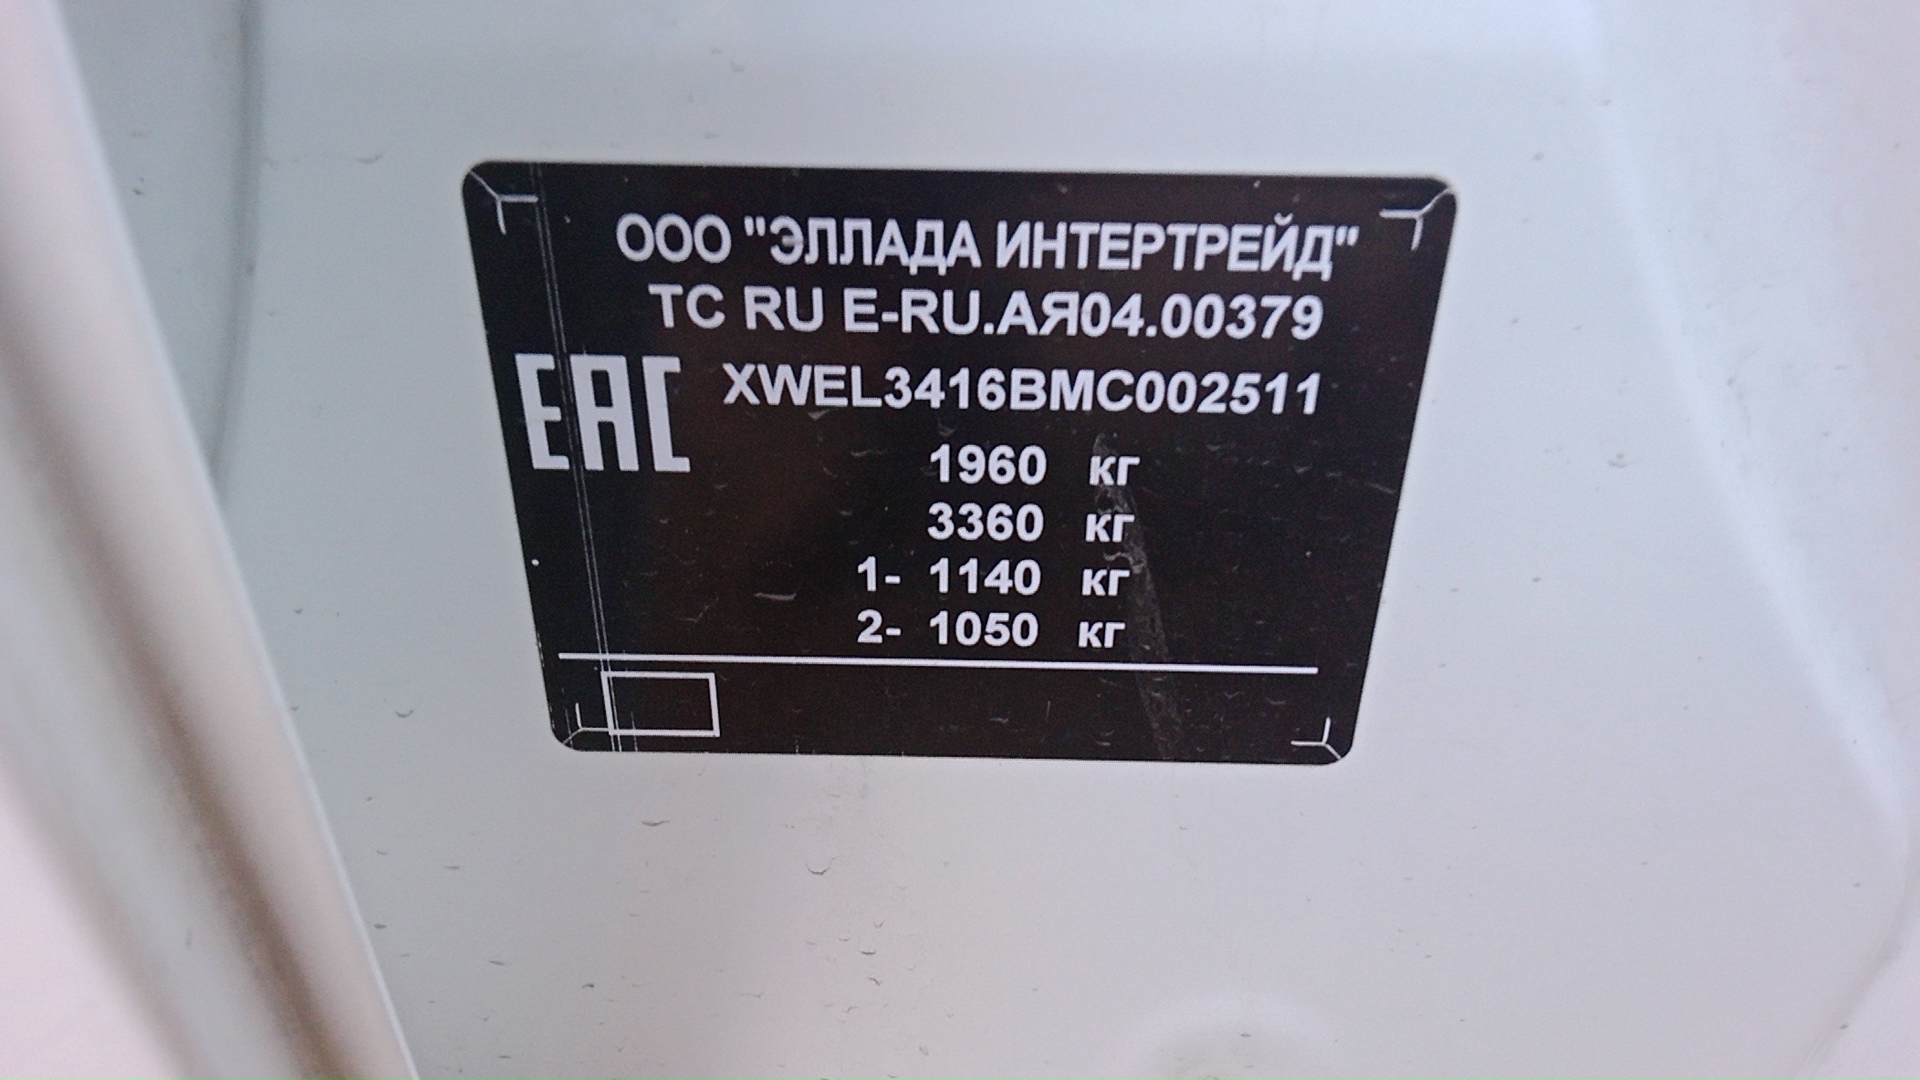 ООО "ЭЛЛАДА ИНТЕРТРЕЙД"
ТС RU E-RU.АЯ04.00379
EAC XWEL3416BMC002511
1960 кг
3360 кг
1- 1140 кг
2- 1050 кг